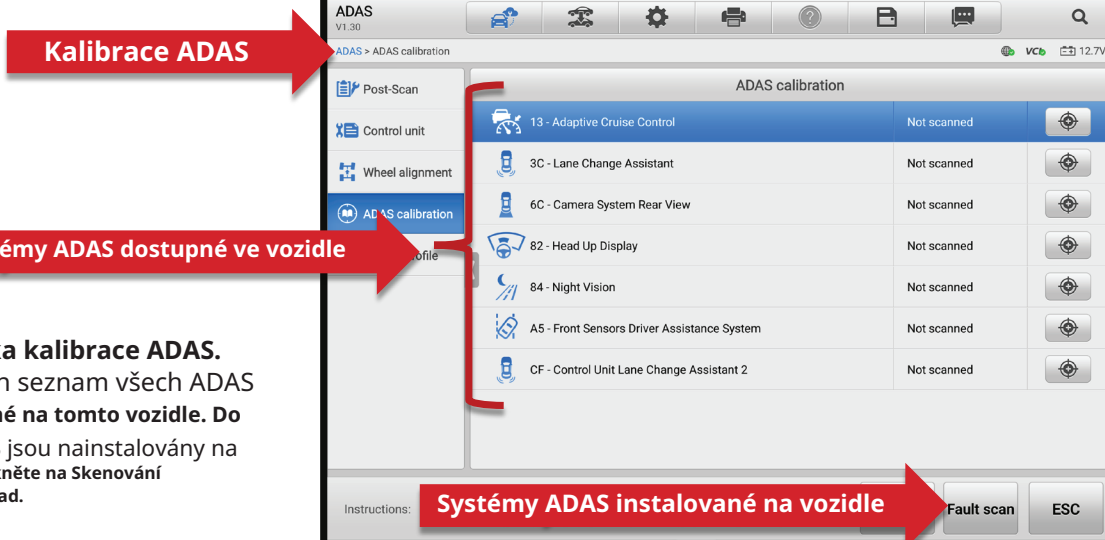 Kalibrace ADAS
émy ADAS dostupné ve vozidle
a kalibrace ADAS.
n seznam všech ADAS
né na tomto vozidle. Do
jsou nainstalovány na
kněte na Skenování
ad.
ADAS
V1.30
ADAS > ADAS calibration
VCI
12.7V
Post-Scan
Control unit
Wheel alignment
ADAS calibration
ofile
ADAS calibration
13 - Adaptive Cruise Control Not scanned
3C - Lane Change Assistant Not scanned
6C - Camera System Rear View Not scanned
82 - Head Up Display Not scanned
84 - Night Vision Not scanned
A5 - Front Sensors Driver Assistance System Not scanned
CF - Control Unit Lane Change Assistant 2 Not scanned
Instructions:
Systémy ADAS instalované na vozidle
Fault scan
ESC